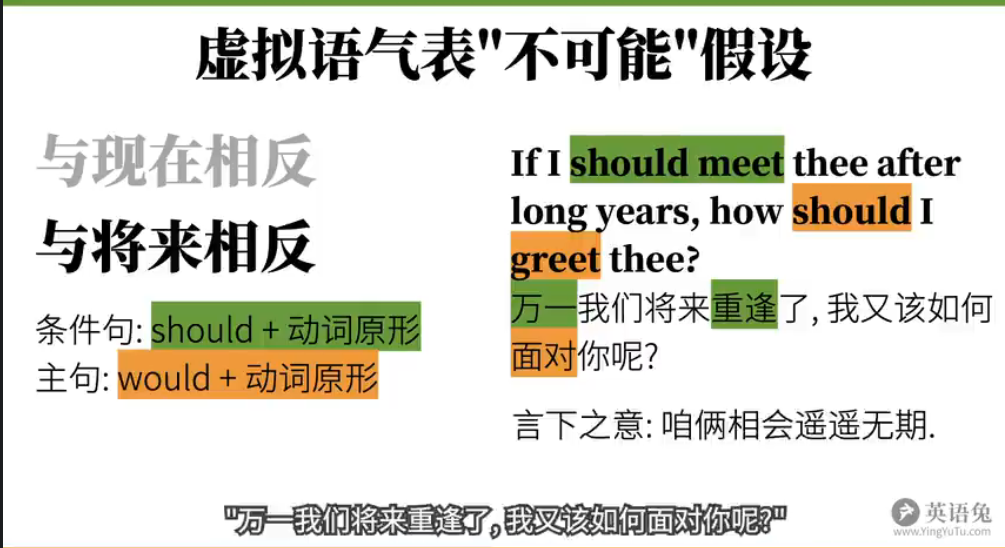 虚拟语气表"不可能"假设
与现在相反
与将来相反
条件句: should + 动词原形
主句: would + 动词原形
If I should meet thee after
long years, how should I
greet thee?
万一我们将来重逢了, 我又该如何
面对你呢?
言下之意: 咱俩相会遥遥无期.
"万一我们将来重逢了, 我又该如何面对你呢?"
英语兔
www.YingYuTu.com